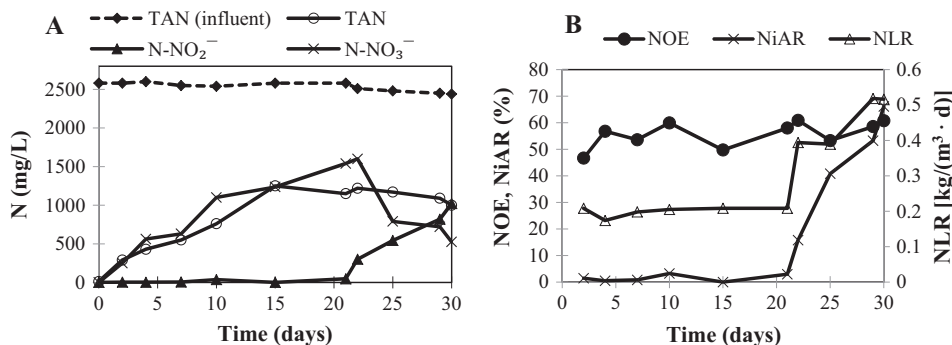 A
TAN (influent) TAN
N-NO₂⁻ N-NO₃⁻
N (mg/L)
2500
2000
1500
1000
500
0
0 5 10 15 20 25 30
Time (days)
B
NOE NiAR NLR
NOE, NiAR (%)
80
70
60
50
40
30
20
10
0
0 5 10 15 20 25 30
Time (days)
0.6
0.5
0.4
0.3
0.2
0.1
0
NLR [kg/(m³ · d)]